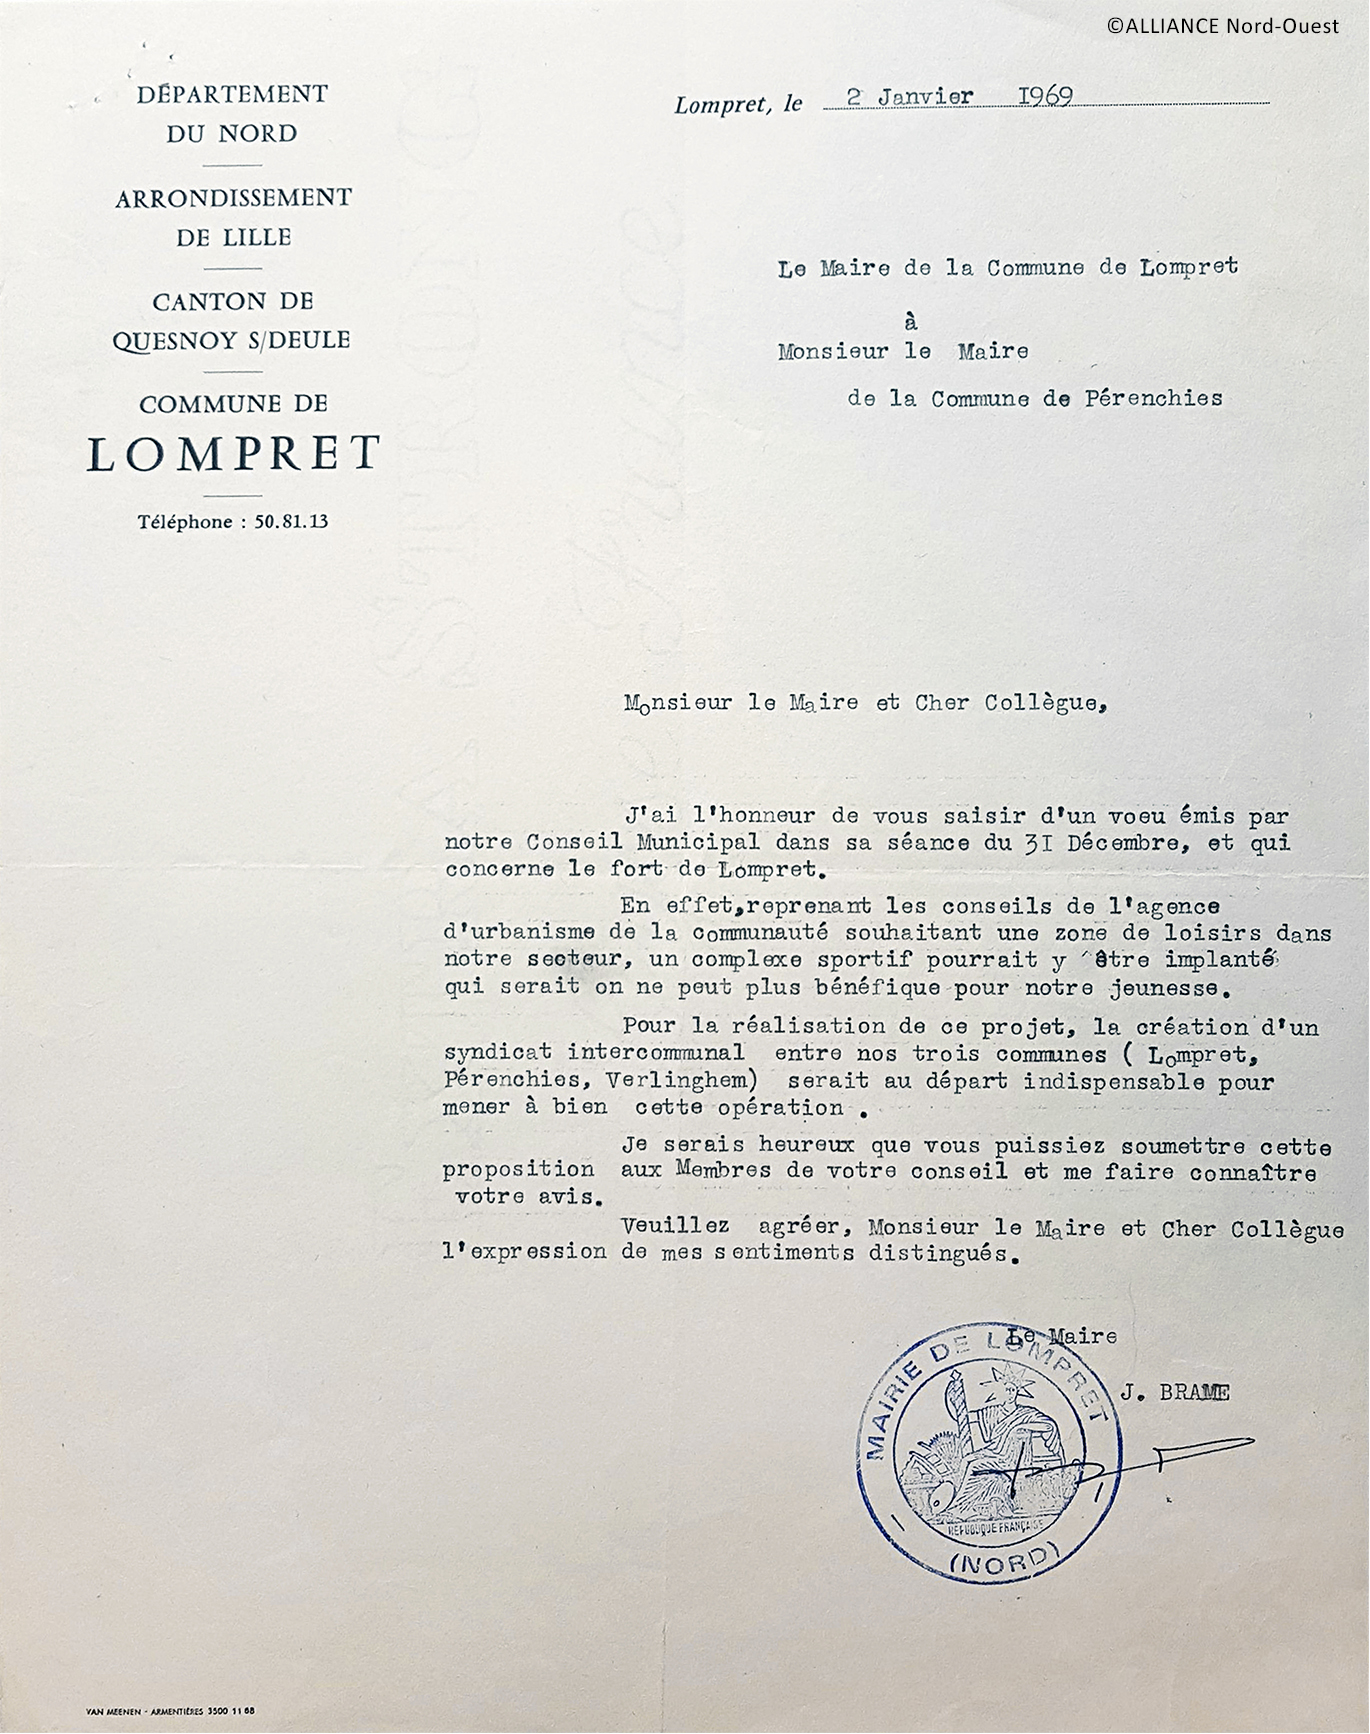 ©ALLIANCE Nord-Ouest
DÉPARTEMENT
DU NORD
ARRONDISSEMENT
DE LILLE
CANTON DE
QUESNOY S/DEULE
COMMUNE DE
LOMPRET
Téléphone : 50.81.13
Lompret, le 2 Janvier 1969
Le Maire de la Commune de Lompret
à
Monsieur le Maire
de la Commune de Pérenchies
Monsieur le Maire et Cher Collègue,
J'ai l'honneur de vous saisir d'un voeu émis par
notre Conseil Municipal dans sa séance du 3I Décembre, et qui
concerne le fort de Lompret.
En effet,reprenant les conseils de l'agence
d'urbanisme de la communauté souhaitant une zone de loisirs dans
notre secteur, un complexe sportif pourrait y être implanté
qui serait on ne peut plus bénéfique pour notre jeunesse.
Pour la réalisation de ce projet, la création d'un
syndicat intercommunal entre nos trois communes ( Lompret,
Pérenchies, Verlinghem) serait au départ indispensable pour
mener à bien cette opération .
Je serais heureux que vous puissiez soumettre cette
proposition aux Membres de votre conseil et me faire connaître
votre avis.
Veuillez agréer, Monsieur le Maire et Cher Collègue
l'expression de mes sentiments distingués.
Le Maire
J. BRAME
MAIRIE DE LOMPRET
RÉPUBLIQUE FRANÇAISE
(NORD)
VAN MEENEN - ARMENTIÈRES 3500 11 68